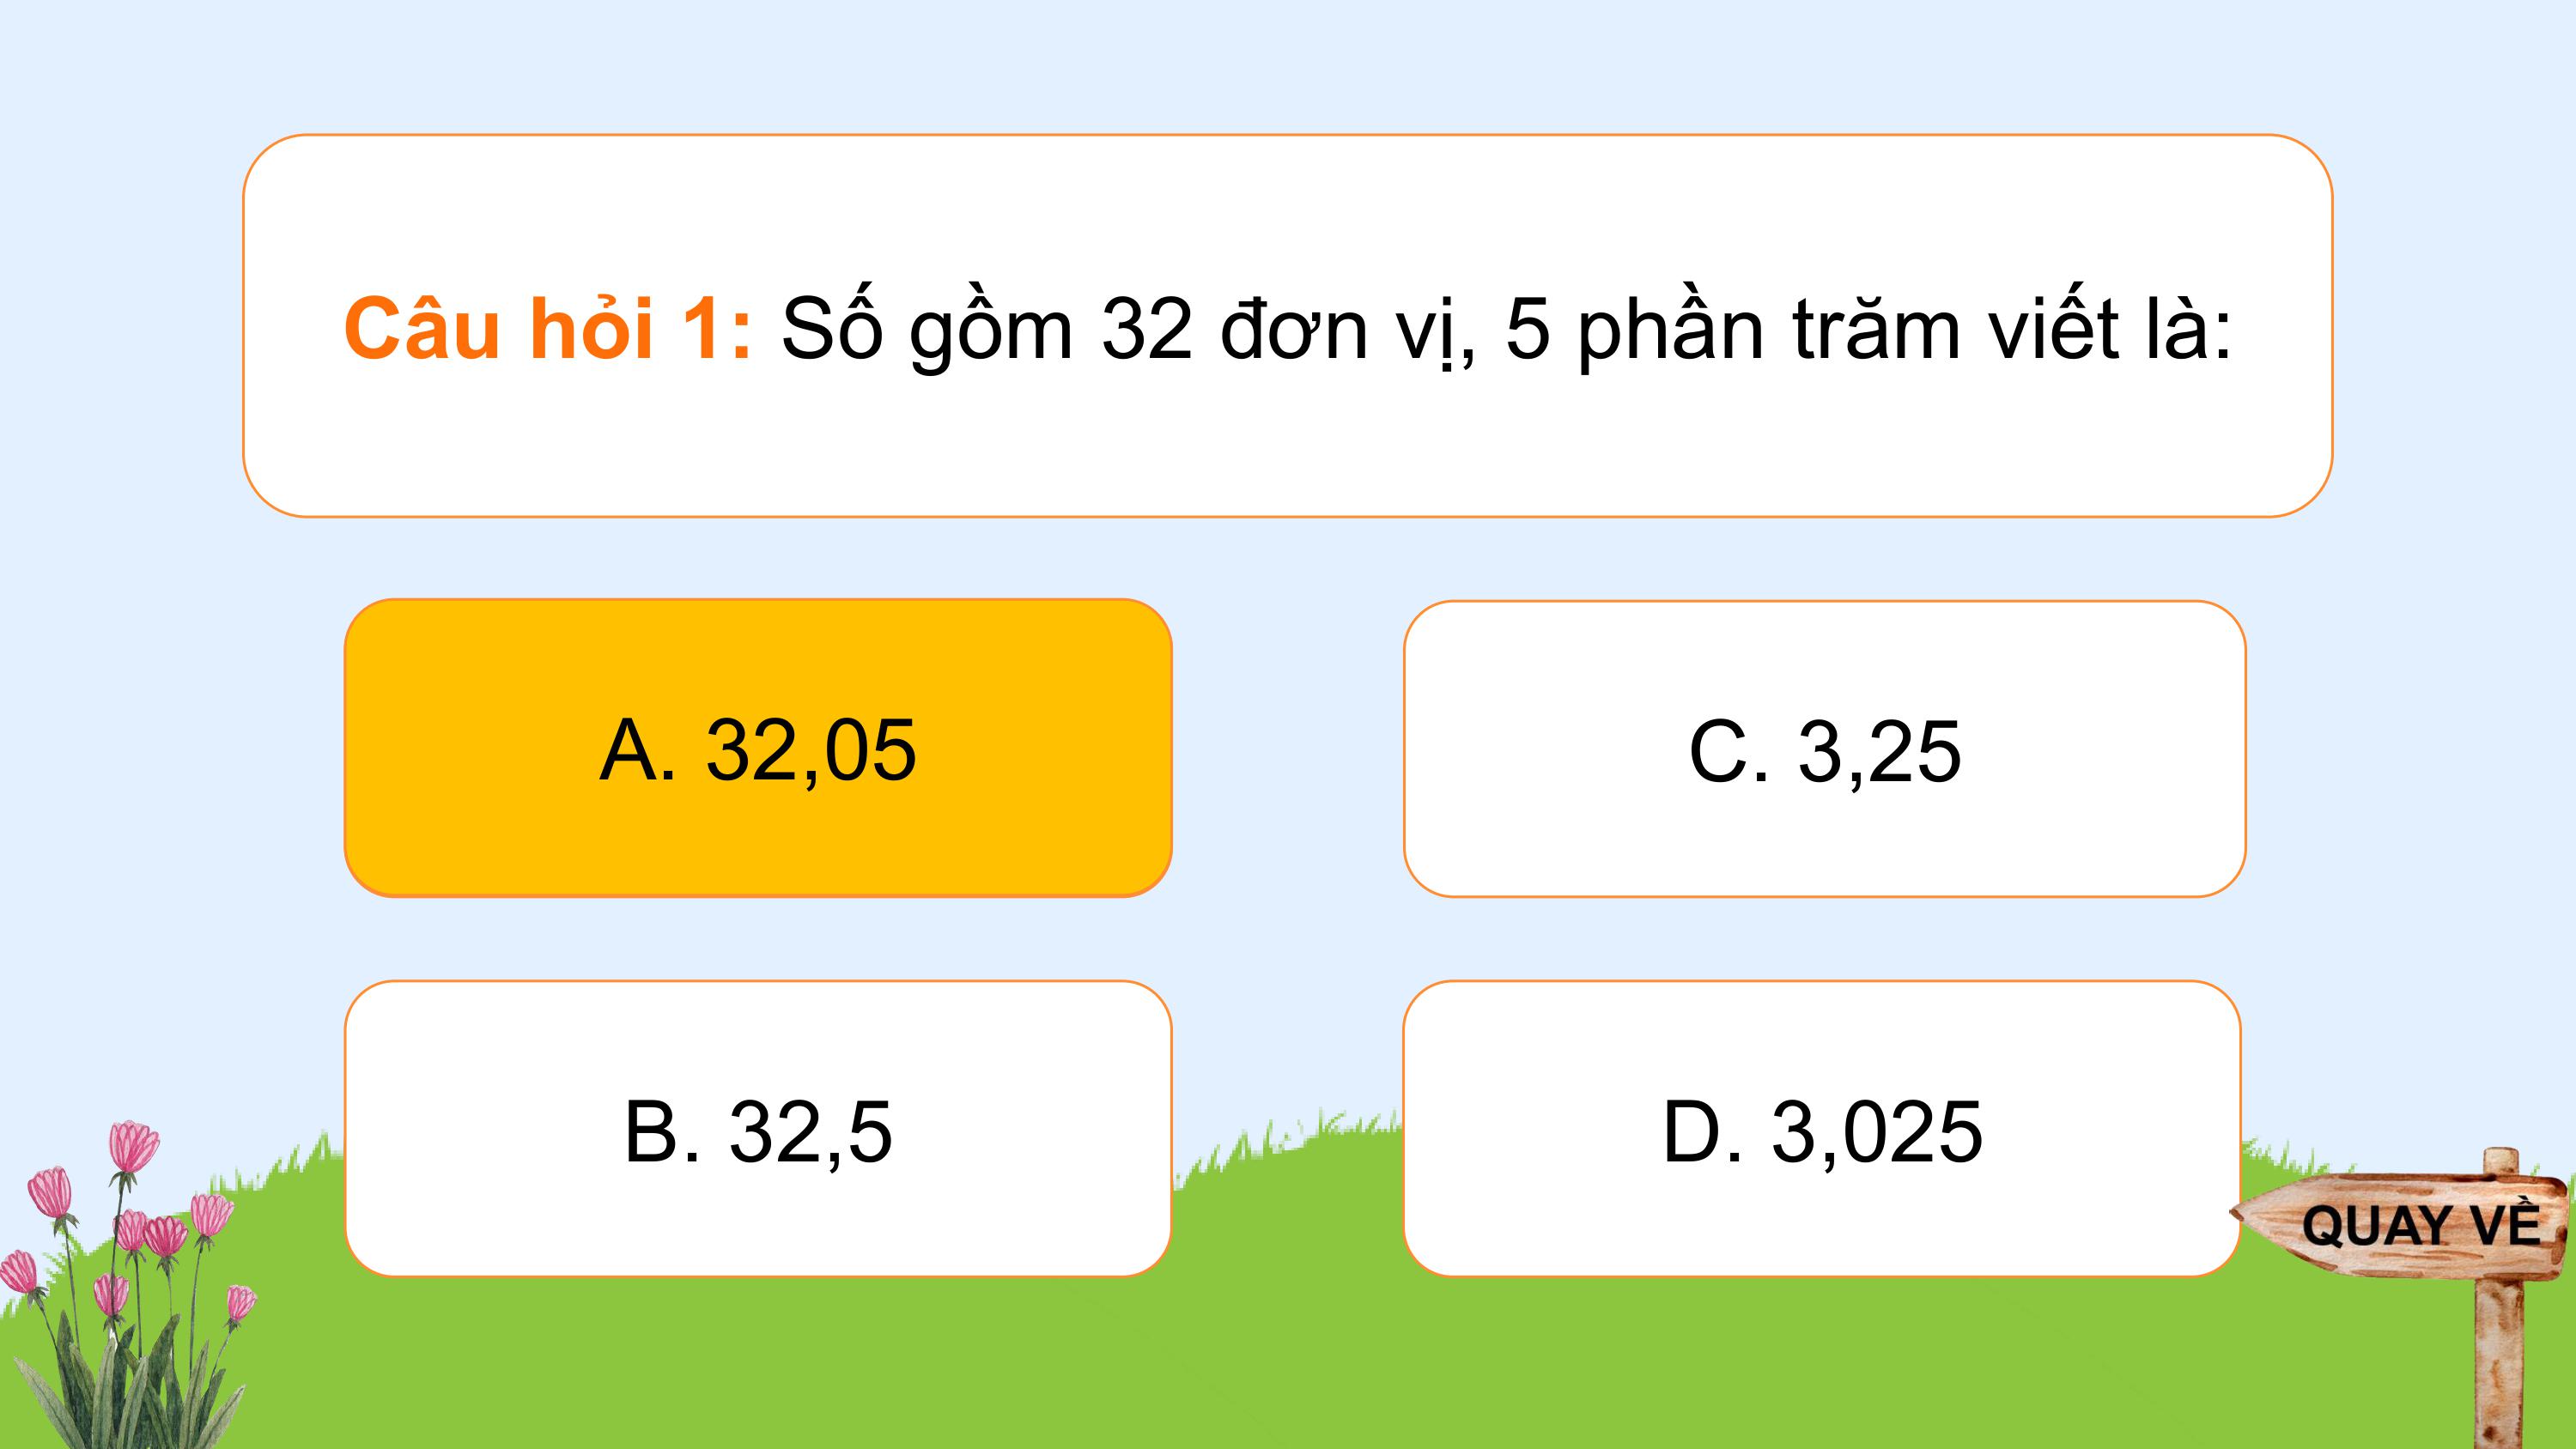 Câu hỏi 1: Số gồm 32 đơn vị, 5 phần trăm viết là:
A. 32,05
C. 3,25
B. 32,5
D. 3,025
QUAY VỀ